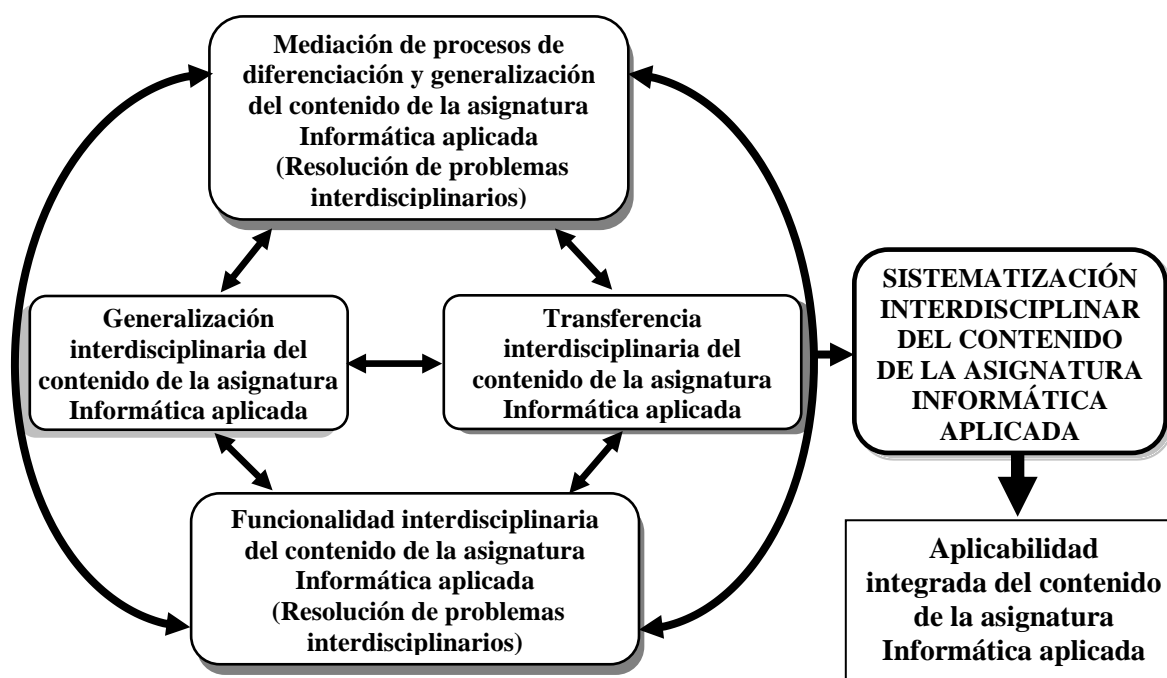 Mediación de procesos de
diferenciación y generalización
del contenido de la asignatura
Informática aplicada
(Resolución de problemas
interdisciplinarios)
Generalización
interdisciplinaria del
contenido de la asignatura
Informática aplicada
Transferencia
interdisciplinaria del
contenido de la asignatura
Informática aplicada
Funcionalidad interdisciplinaria
del contenido de la asignatura
Informática aplicada
(Resolución de problemas
interdisciplinarios)
SISTEMATIZACIÓN
INTERDISCIPLINAR
DEL CONTENIDO
DE LA ASIGNATURA
INFORMÁTICA
APLICADA
Aplicabilidad
integrada del contenido
de la asignatura
Informática aplicada